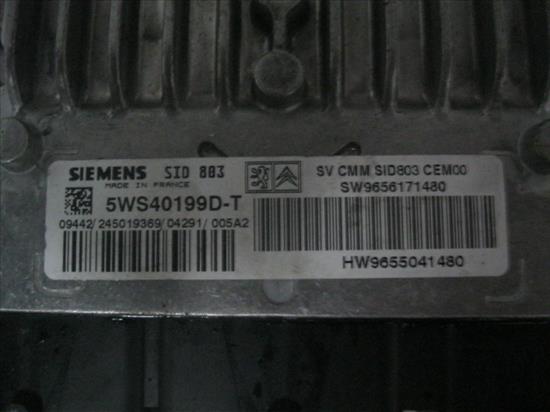 SIEMENS SID 803
MADE IN FRANCE
5WS40199D-T
09442/245019369/04291/005A2
SV CMM SID803 CEM00
SW9656171480
HW9655041480